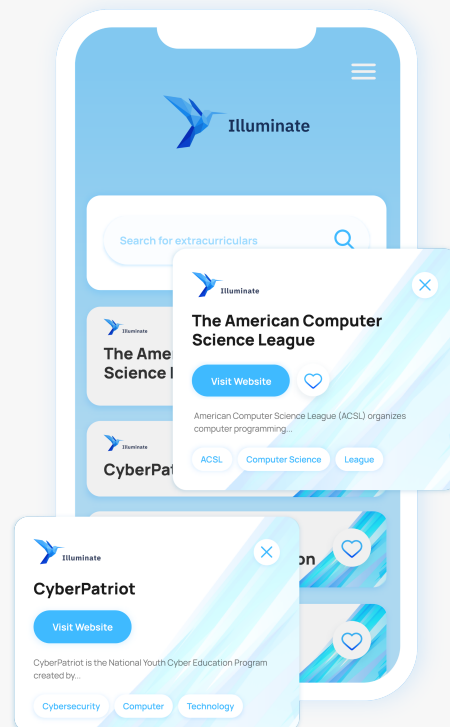 Illuminate
Search for extracurriculars
Illuminate
The American Computer
Science League
Visit Website
American Computer Science League (ACSL) organizes
computer programming...
ACSL
Computer Science
League
Illuminate
The Ame
Science
Illuminate
CyberPat
on
Illuminate
CyberPatriot
Visit Website
CyberPatriot is the National Youth Cyber Education Program
created by...
Cybersecurity
Computer
Technology